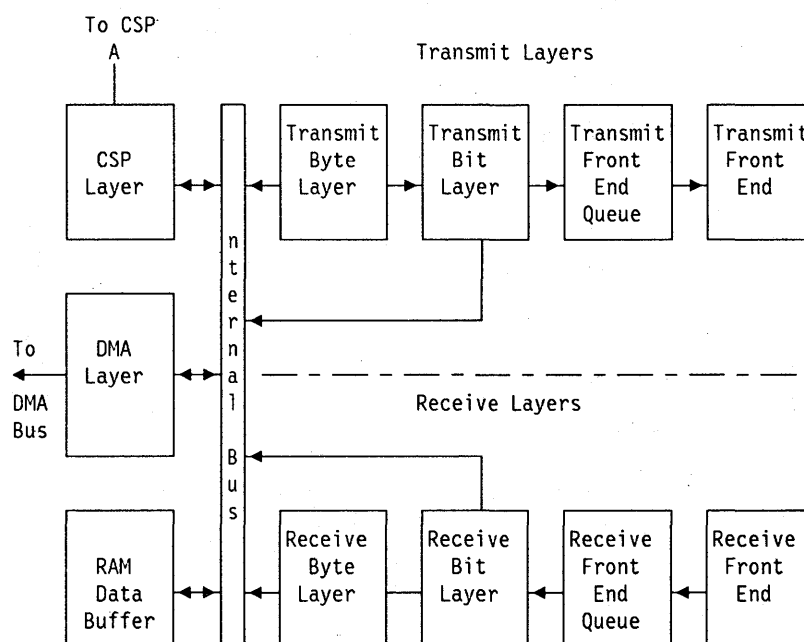 To CSP
A
Transmit Layers
CSP
Layer
Transmit
Byte
Layer
Transmit
Bit
Layer
Transmit
Front
End
Queue
Transmit
Front
End
nternal Bus
To
DMA
Bus
DMA
Layer
Receive Layers
RAM
Data
Buffer
Receive
Byte
Layer
Receive
Bit
Layer
Receive
Front
End
Queue
Receive
Front
End